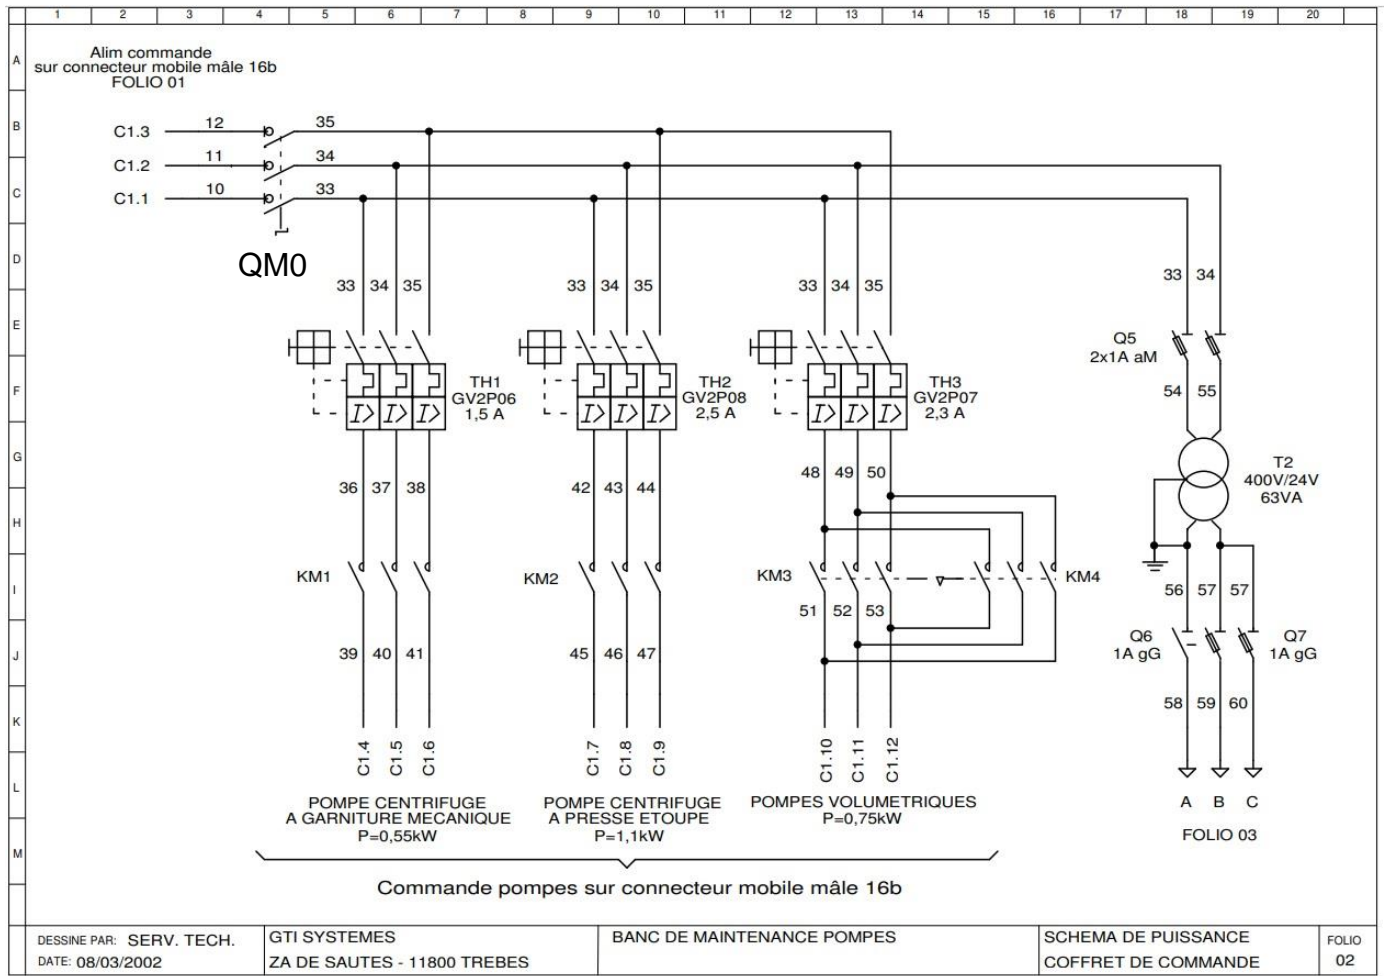 1 2 3 4 5 6 7 8 9 10 11 12 13 14 15 16 17 18 19 20
A
B
C
D
E
F
G
H
I
J
K
L
M
Alim commande
sur connecteur mobile mâle 16b
FOLIO 01
C1.3 12 35
C1.2 11 34
C1.1 10 33
QM0
33 34 35 33 34 35 33 34 35 33 34
Q5
2x1A aM
TH1
GV2P06
1,5 A
TH2
GV2P08
2,5 A
TH3
GV2P07
2,3 A
54 55
I> I> I> I> I> I> I> I> I>
36 37 38 42 43 44 48 49 50
T2
400V/24V
63VA
KM1 KM2 KM3 KM4
51 52 53 56 57 57
39 40 41 45 46 47
Q6
1A gG
Q7
1A gG
58 59 60
C1.4 C1.5 C1.6 C1.7 C1.8 C1.9 C1.10 C1.11 C1.12
A B C
FOLIO 03
POMPE CENTRIFUGE
A GARNITURE MECANIQUE
P=0,55kW
POMPE CENTRIFUGE
A PRESSE ETOUPE
P=1,1kW
POMPES VOLUMETRIQUES
P=0,75kW
Commande pompes sur connecteur mobile mâle 16b
DESSINE PAR: SERV. TECH.
DATE: 08/03/2002
GTI SYSTEMES
ZA DE SAUTES - 11800 TREBES
BANC DE MAINTENANCE POMPES
SCHEMA DE PUISSANCE
COFFRET DE COMMANDE
FOLIO
02